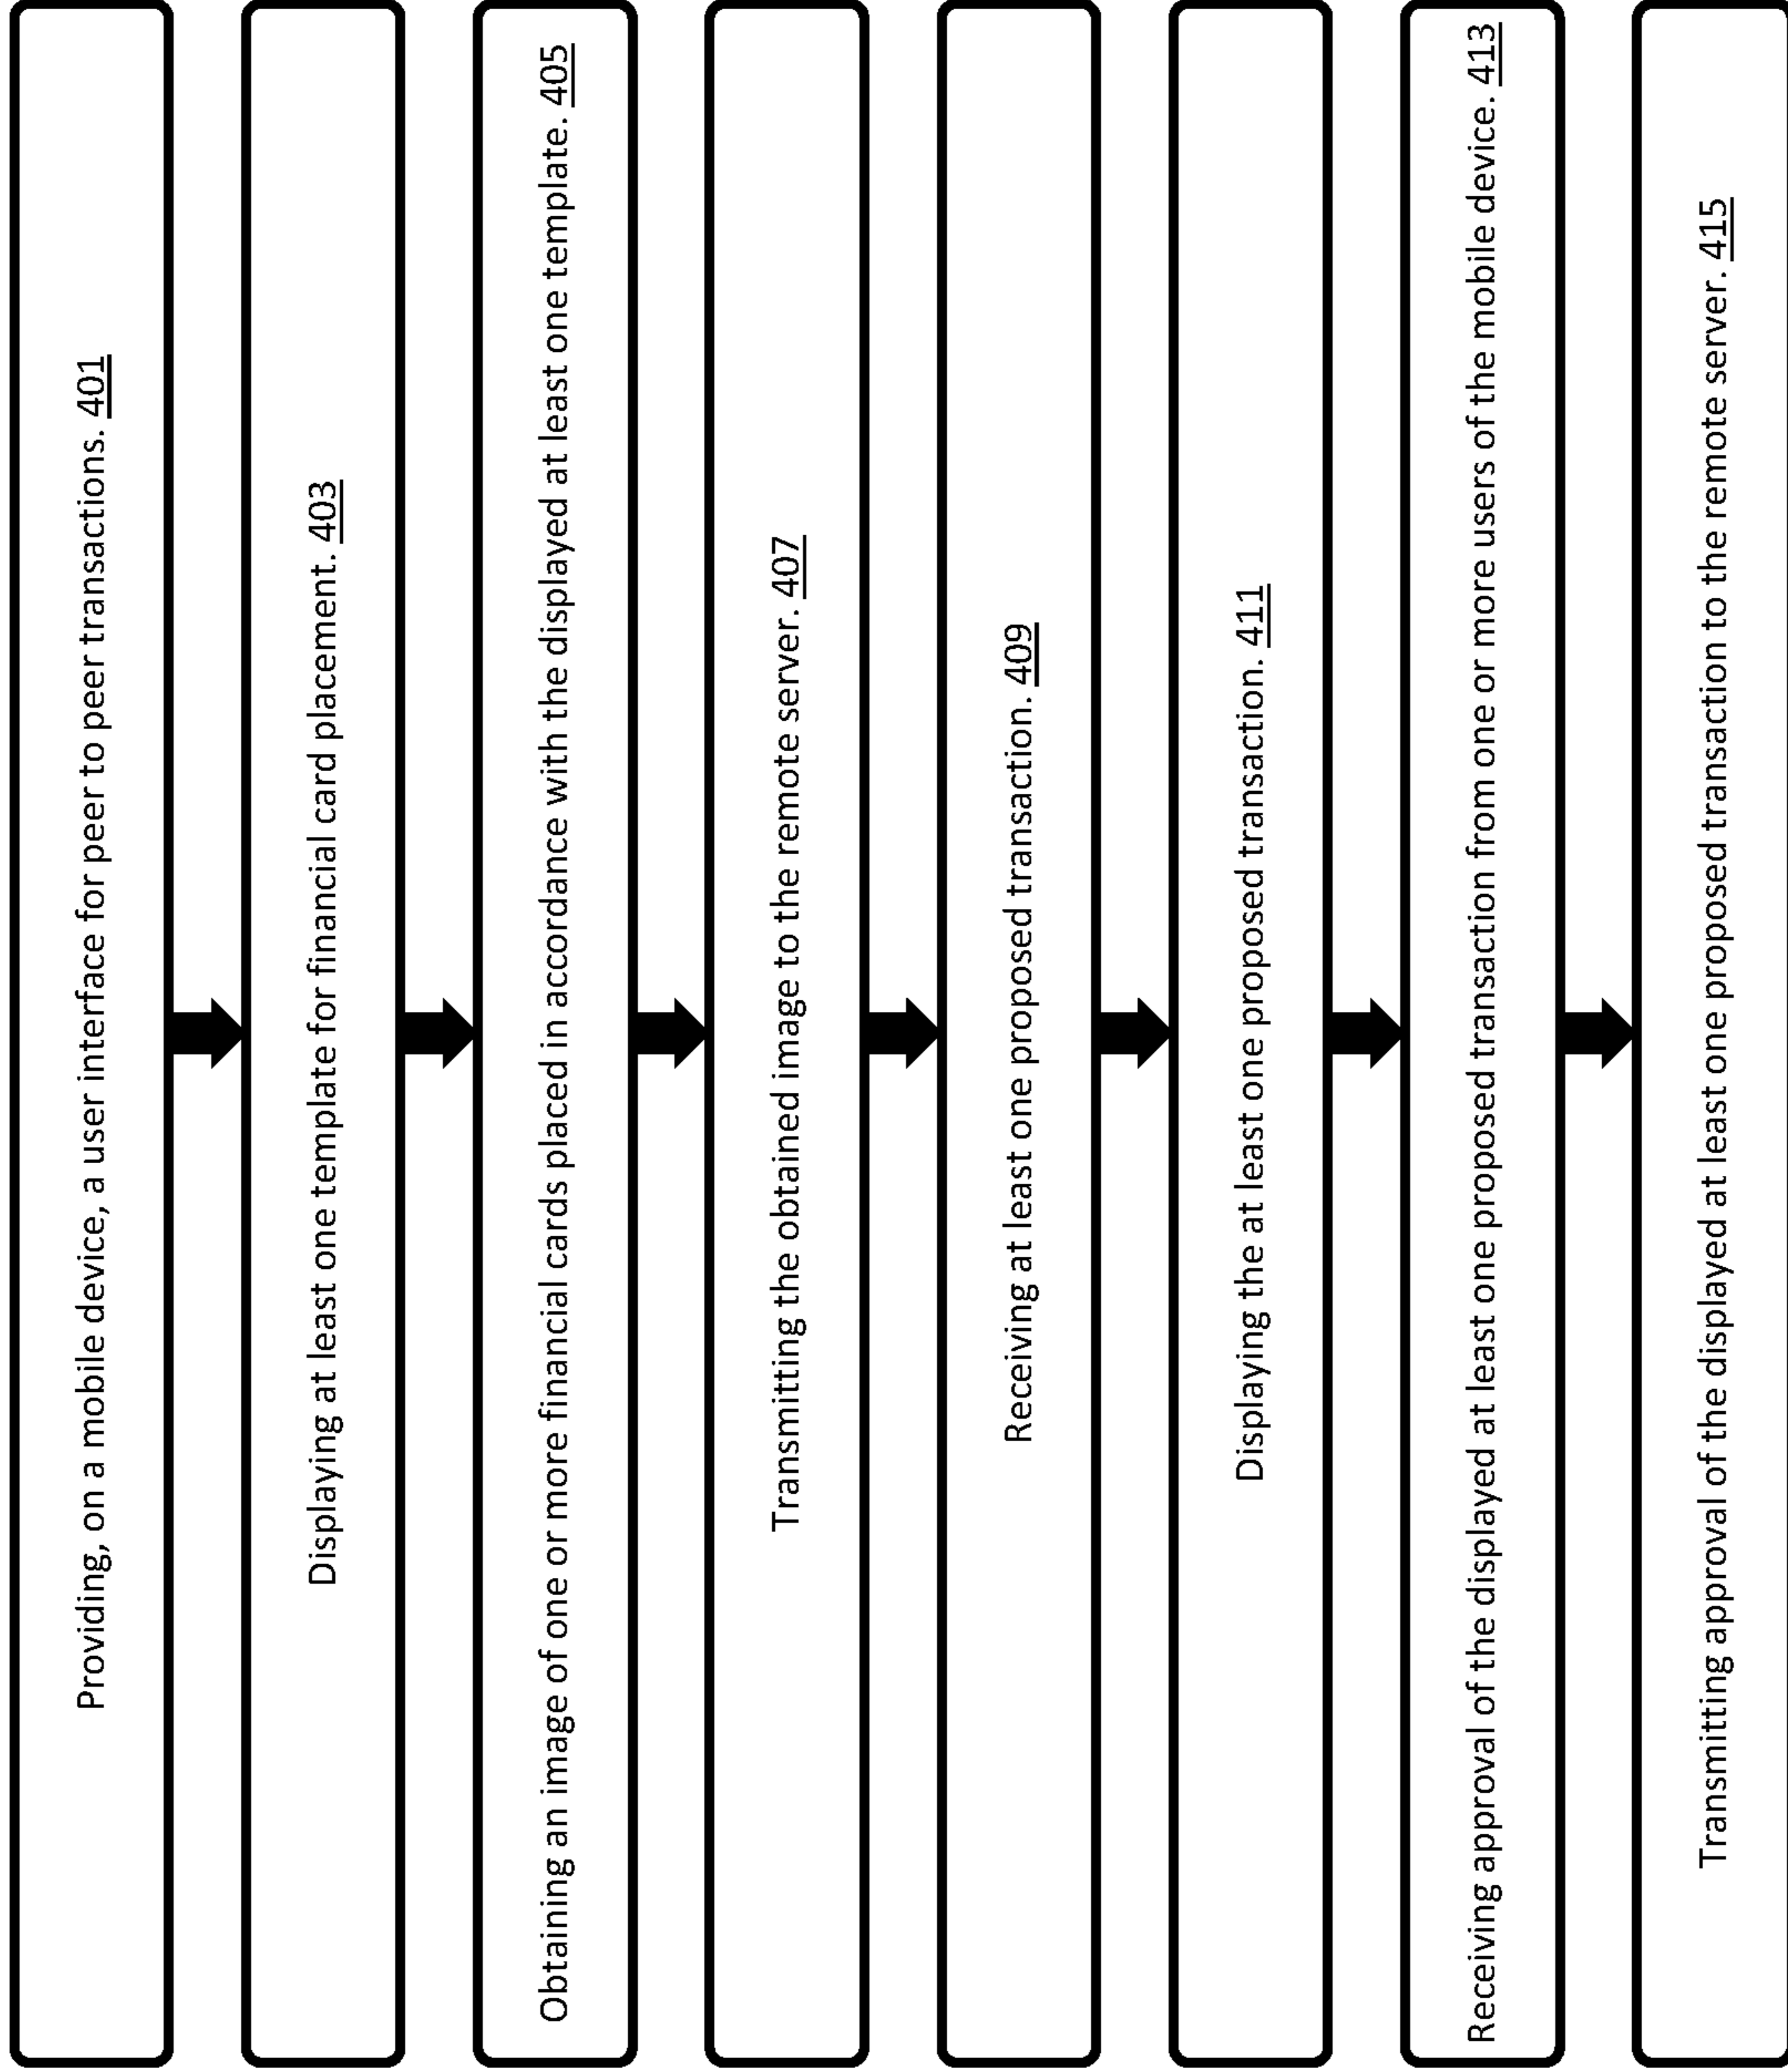 Providing, on a mobile device, a user interface for peer to peer transactions. 401
Displaying at least one template for financial card placement. 403
Obtaining an image of one or more financial cards placed in accordance with the displayed at least one template. 405
Transmitting the obtained image to the remote server. 407
Receiving at least one proposed transaction. 409
Displaying the at least one proposed transaction. 411
Receiving approval of the displayed at least one proposed transaction from one or more users of the mobile device. 413
Transmitting approval of the displayed at least one proposed transaction to the remote server. 415